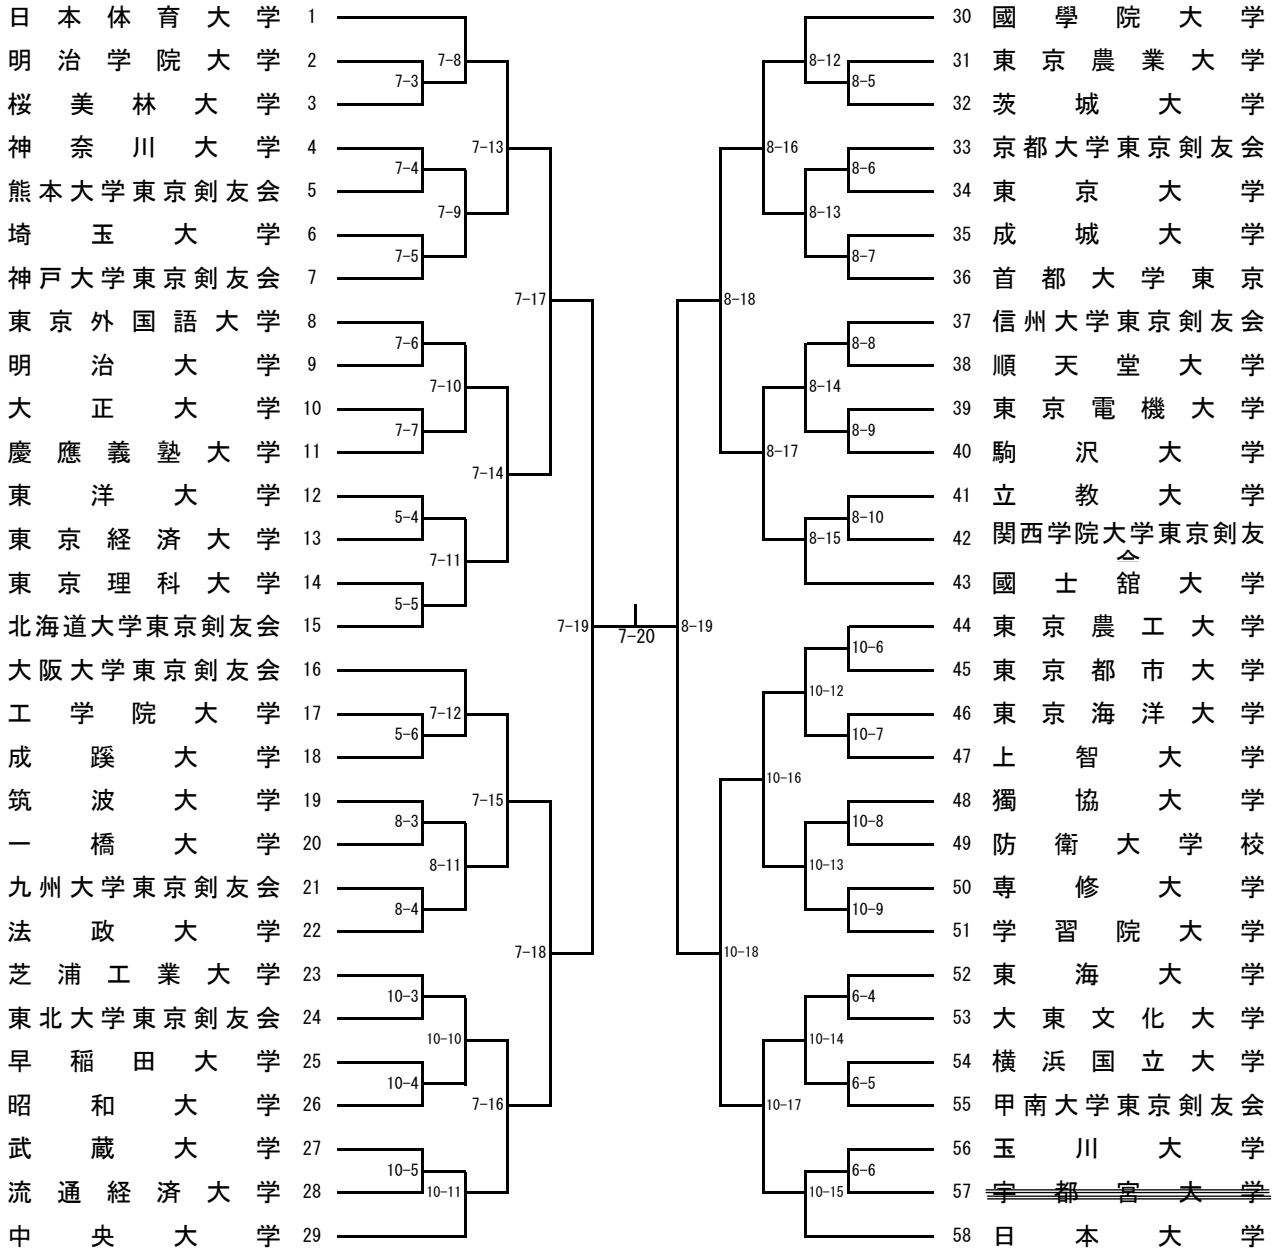 日本体育大学 1
明治学院大学 2
桜美林大学 3
神奈川大学 4
熊本大学東京剣友会 5
埼玉大学 6
神戸大学東京剣友会 7
東京外国語大学 8
明治大学 9
大正大学 10
慶應義塾大学 11
東洋大学 12
東京経済大学 13
東京理科大学 14
北海道大学東京剣友会 15
大阪大学東京剣友会 16
工学院大学 17
成蹊大学 18
筑波大学 19
一橋大学 20
九州大学東京剣友会 21
法政大学 22
芝浦工業大学 23
東北大学東京剣友会 24
早稲田大学 25
昭和大学 26
武蔵大学 27
流通経済大学 28
中央大学 29
7-3
7-4
7-5
7-6
7-7
5-4
5-5
5-6
8-3
8-4
10-3
10-4
10-5
7-8
7-9
7-10
7-11
7-12
8-11
10-10
10-11
7-13
7-14
7-15
7-16
7-17
7-18
7-19
7-20
8-19
8-18
10-18
8-16
8-17
10-16
10-17
8-12
8-13
8-14
8-15
10-12
10-13
10-14
10-15
8-5
8-6
8-7
8-8
8-9
8-10
10-6
10-7
10-8
10-9
6-4
6-5
6-6
30 國學院大学
31 東京農業大学
32 茨城大学
33 京都大学東京剣友会
34 東京大学
35 成城大学
36 首都大学東京
37 信州大学東京剣友会
38 順天堂大学
39 東京電機大学
40 駒沢大学
41 立教大学
42 関西学院大学東京剣友
会
43 國士舘大学
44 東京農工大学
45 東京都市大学
46 東京海洋大学
47 上智大学
48 獨協大学
49 防衛大学校
50 専修大学
51 学習院大学
52 東海大学
53 大東文化大学
54 横浜国立大学
55 甲南大学東京剣友会
56 玉川大学
57 宇都宮大学
58 日本大学